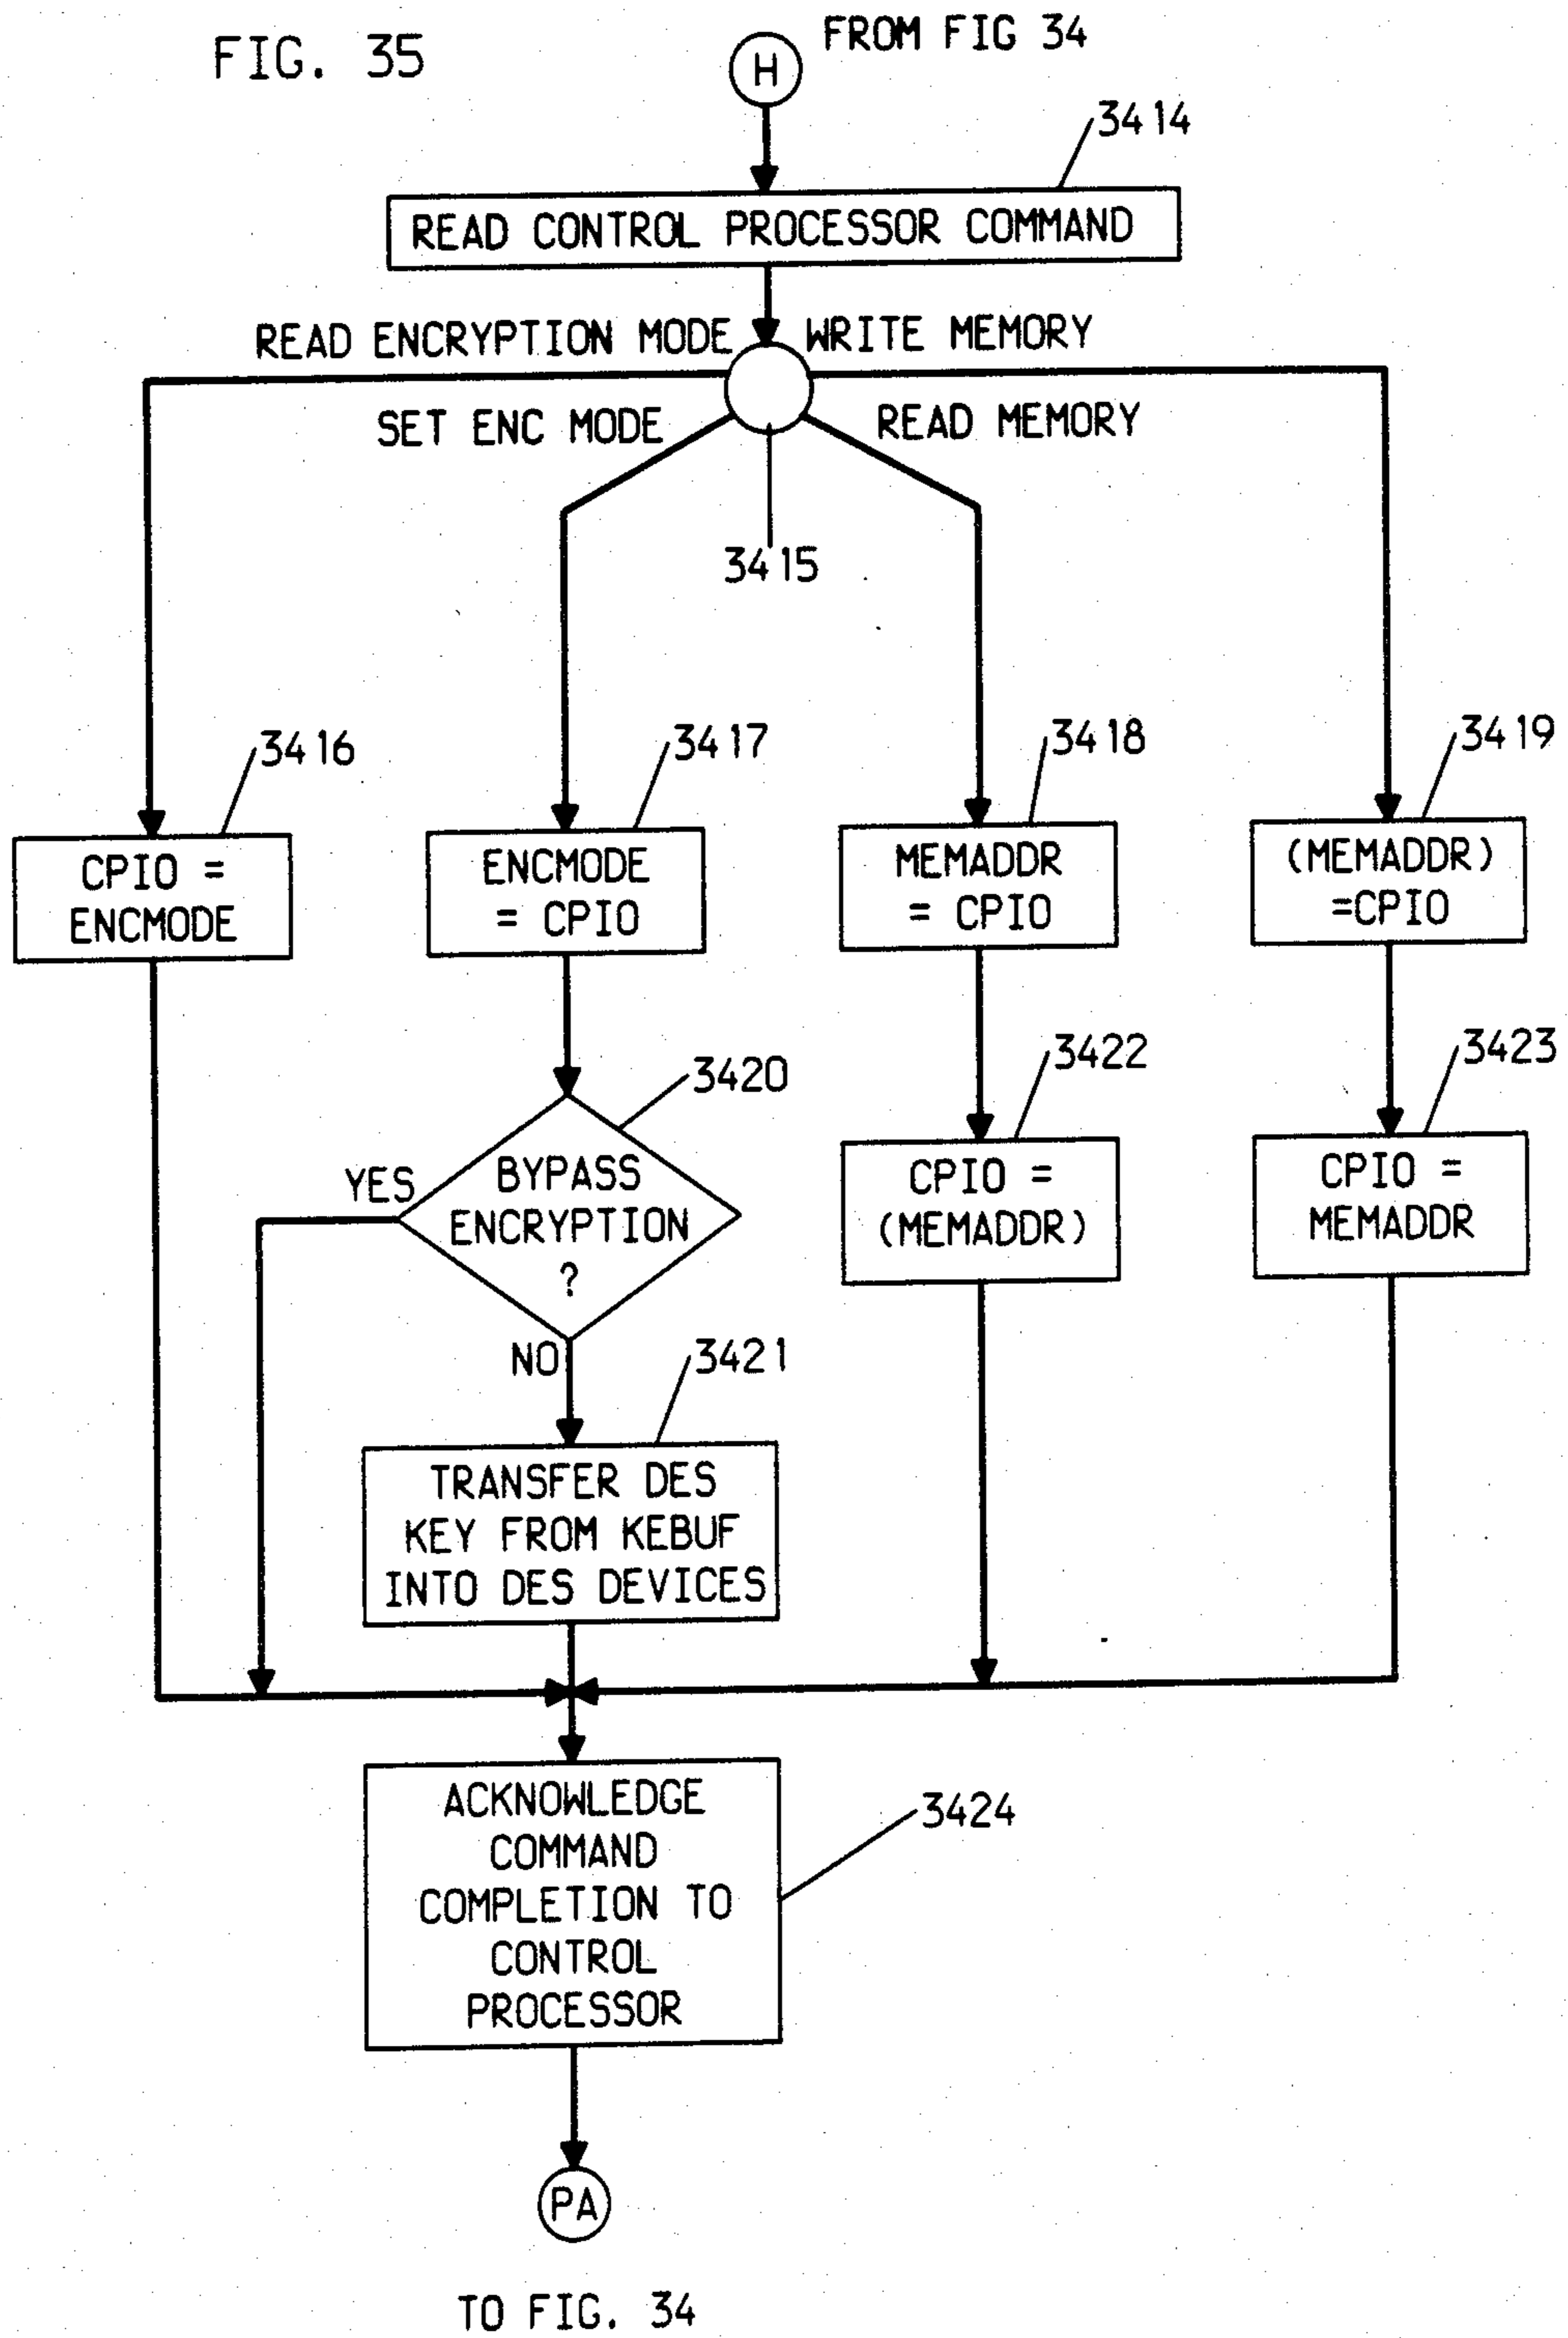 FIG. 35
FROM FIG 34
H
3414
READ CONTROL PROCESSOR COMMAND
READ ENCRYPTION MODE
WRITE MEMORY
SET ENC MODE
READ MEMORY
3415
3416
3417
3418
3419
CPIO =
ENCMODE
ENCMODE
= CPIO
MEMADDR
= CPIO
(MEMADDR)
=CPIO
3420
3422
3423
YES
BYPASS
ENCRYPTION
?
NO
CPIO =
(MEMADDR)
CPIO =
MEMADDR
3421
TRANSFER DES
KEY FROM KEBUF
INTO DES DEVICES
ACKNOWLEDGE
COMMAND
COMPLETION TO
CONTROL
PROCESSOR
3424
PA
TO FIG. 34